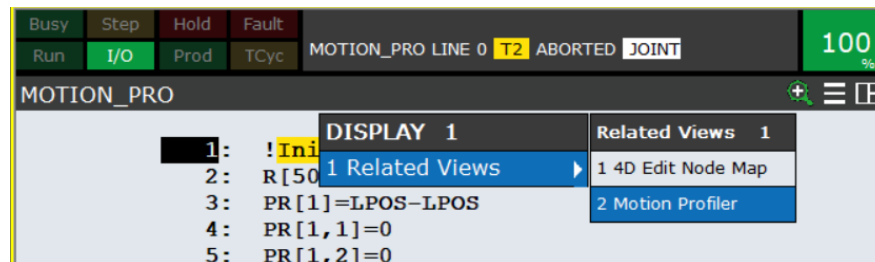 Busy Step Hold Fault
Run I/O Prod TCyc
MOTION_PRO LINE 0 T2 ABORTED JOINT
100
%
MOTION_PRO
DISPLAY 1
1 Related Views
Related Views 1
1 4D Edit Node Map
2 Motion Profiler
1: !Ini
2: R[50
3: PR[1]=LPOS-LPOS
4: PR[1,1]=0
5: PR[1,2]=0